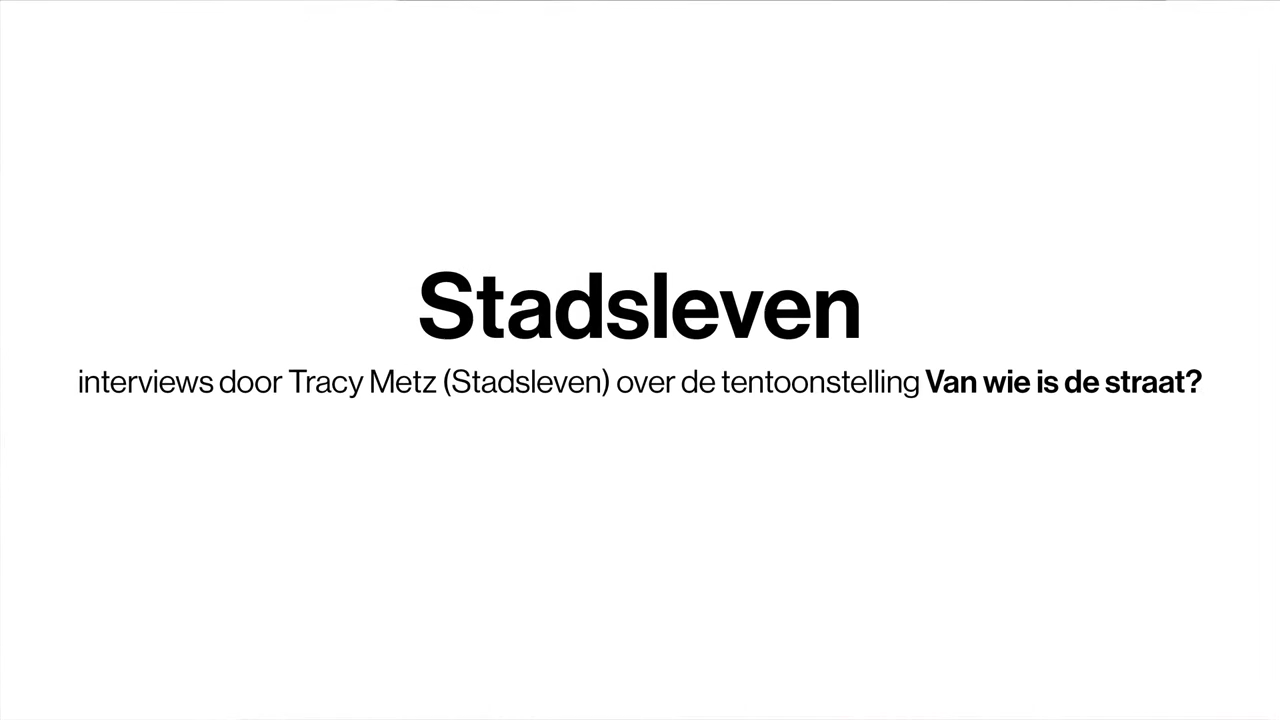 Stadsleven
interviews door Tracy Metz (Stadsleven) over de tentoonstelling Van wie is de straat?